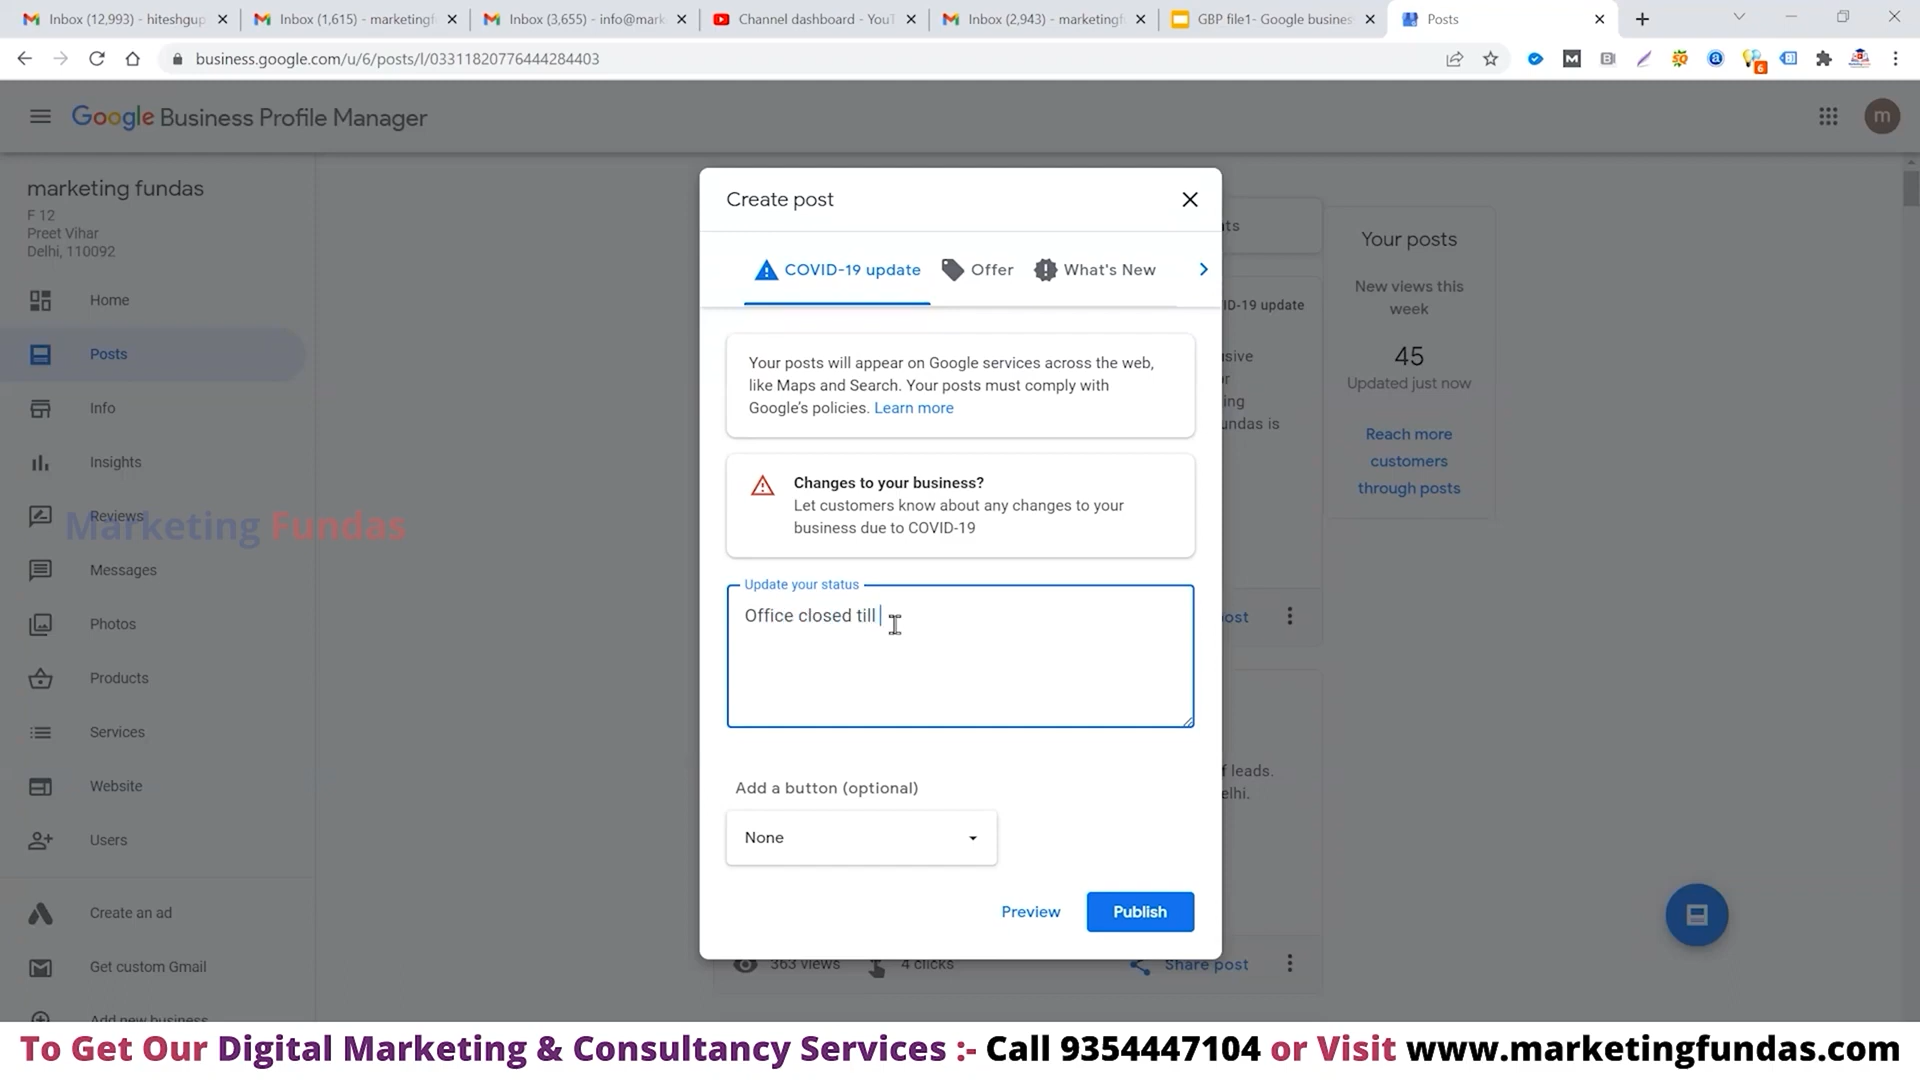 Inbox (12,993) - hiteshgup
Inbox (1,615) - marketingf
Inbox (3,655) - info@mark
Channel dashboard - YouT
Inbox (2,943) - marketingf
GBP file1- Google busines
Posts
business.google.com/u/6/posts/l/03311820776444284403
6
Google Business Profile Manager
m
marketing fundas
F 12
Preet Vihar
Delhi, 110092
Home
Posts
Info
Insights
Reviews
Marketing Fundas
Messages
Photos
Products
Services
Website
Users
Create an ad
Get custom Gmail
Add new business
Create post
COVID-19 update
Offer
What's New
Your posts will appear on Google services across the web,
like Maps and Search. Your posts must comply with
Google's policies. Learn more
Changes to your business?
Let customers know about any changes to your
business due to COVID-19
Update your status
Office closed till
Add a button (optional)
None
Preview
Publish
ts
ID-19 update
sive
r
ing
undas is
ost
f leads.
elhi.
363 views
4 clicks
Share post
Your posts
New views this
week
45
Updated just now
Reach more
customers
through posts
To Get Our Digital Marketing & Consultancy Services :- Call 9354447104 or Visit www.marketingfundas.com